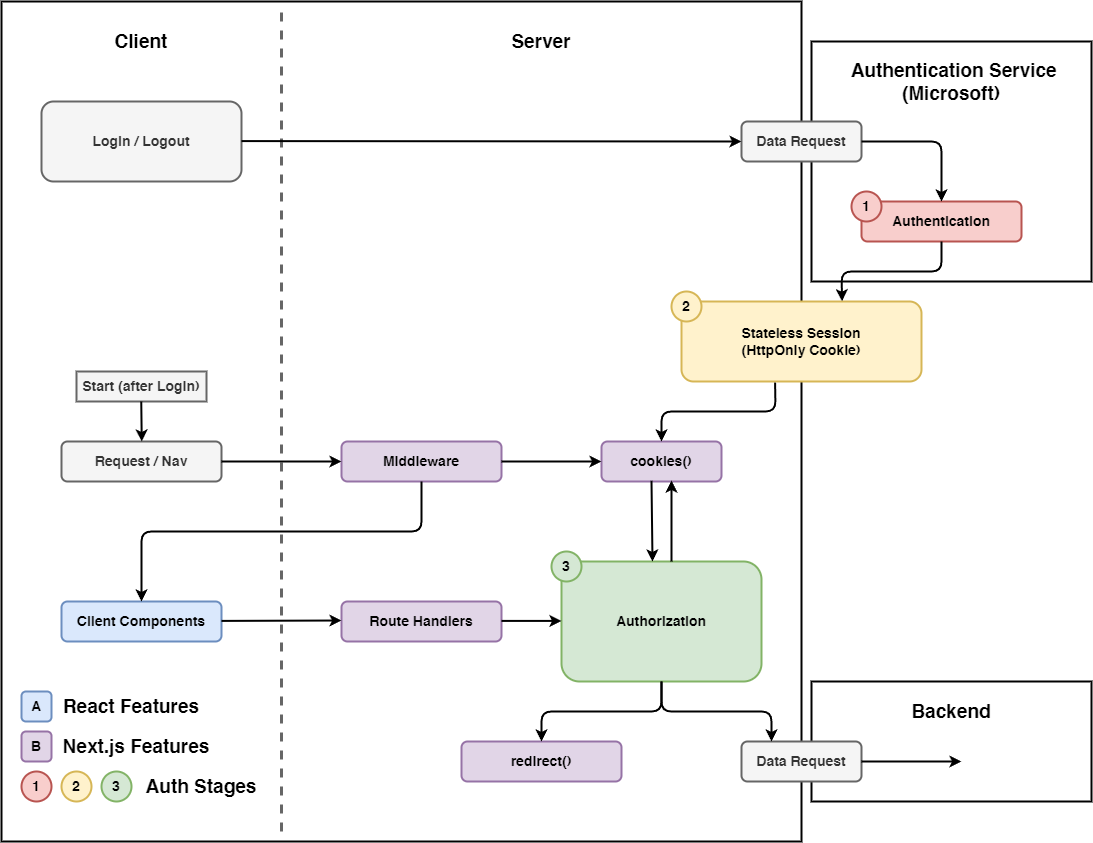 Client
Server
Authentication Service
(Microsoft)
Login / Logout
Data Request
1
Authentication
2
Stateless Session
(HttpOnly Cookie)
Start (after Login)
Request / Nav
Middleware
cookies()
3
Client Components
Route Handlers
Authorization
A
React Features
B
Next.js Features
1
2
3
Auth Stages
redirect()
Data Request
Backend